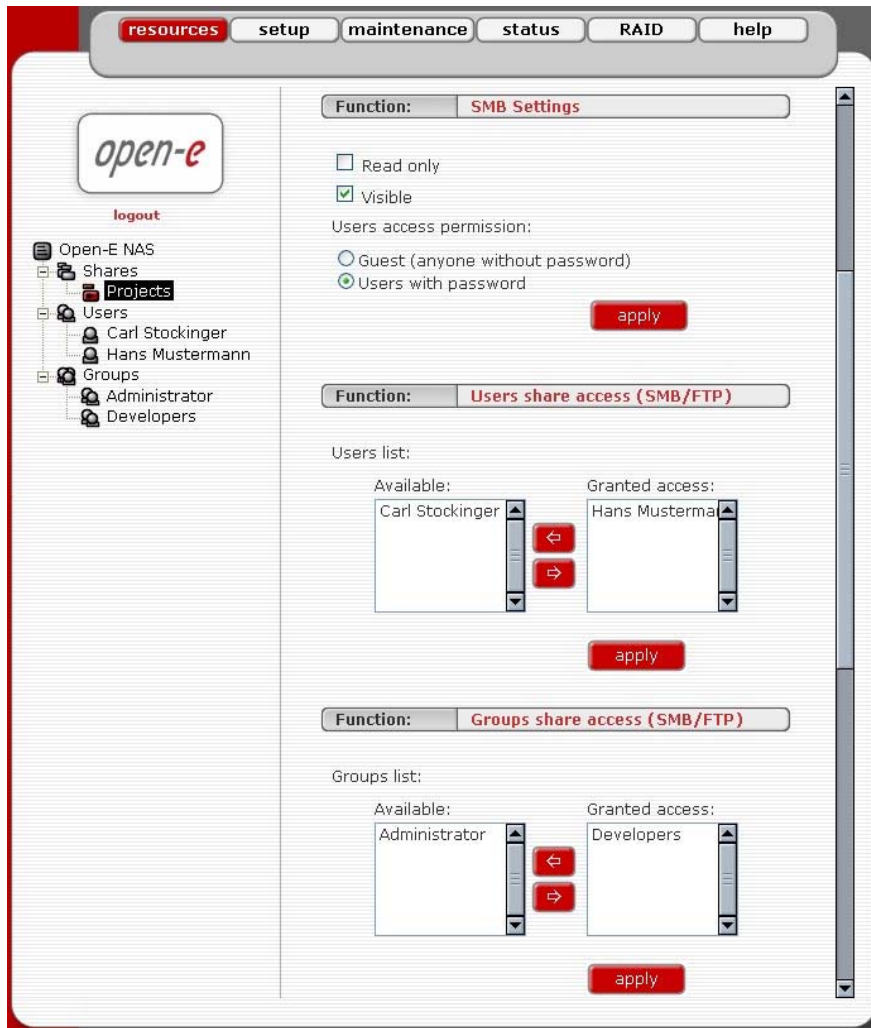 resources setup maintenance status RAID help
open-e
logout
Open-E NAS
Shares
Projects
Users
Carl Stockinger
Hans Mustermann
Groups
Administrator
Developers
Function: SMB Settings
Read only
Visible
Users access permission:
Guest (anyone without password)
Users with password
apply
Function: Users share access (SMB/FTP)
Users list:
Available: Granted access:
Carl Stockinger Hans Musterma
apply
Function: Groups share access (SMB/FTP)
Groups list:
Available: Granted access:
Administrator Developers
apply